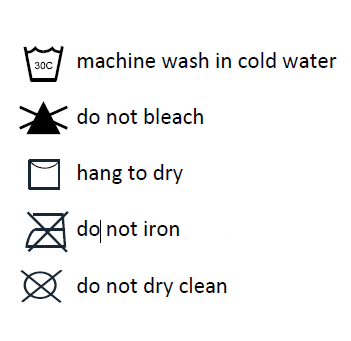 30C machine wash in cold water
do not bleach
hang to dry
do not iron
do not dry clean